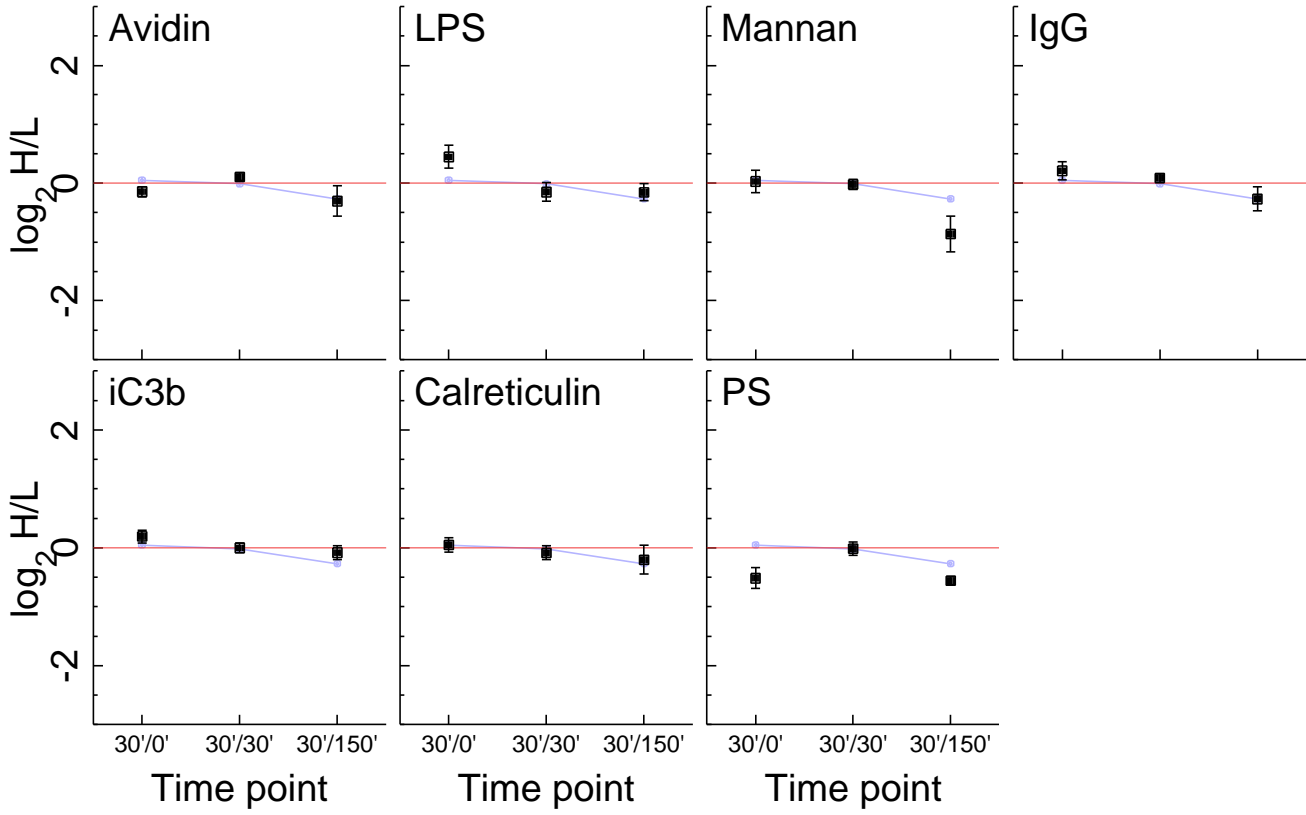 Avidin
LPS
Mannan
IgG
2
0
-2
log2 H/L
iC3b
Calreticulin
PS
2
0
-2
log2 H/L
30'/0' 30'/30' 30'/150'
30'/0' 30'/30' 30'/150'
30'/0' 30'/30' 30'/150'
Time point
Time point
Time point